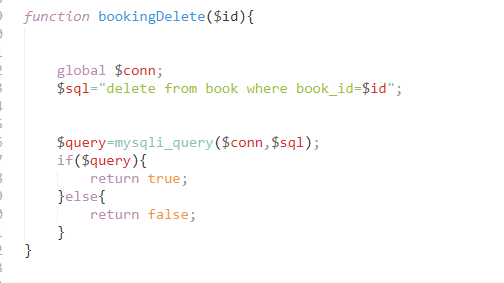 function bookingDelete($id){
global $conn;
$sql="delete from book where book_id=$id";
$query=mysqli_query($conn,$sql);
if($query){
return true;
}else{
return false;
}
}